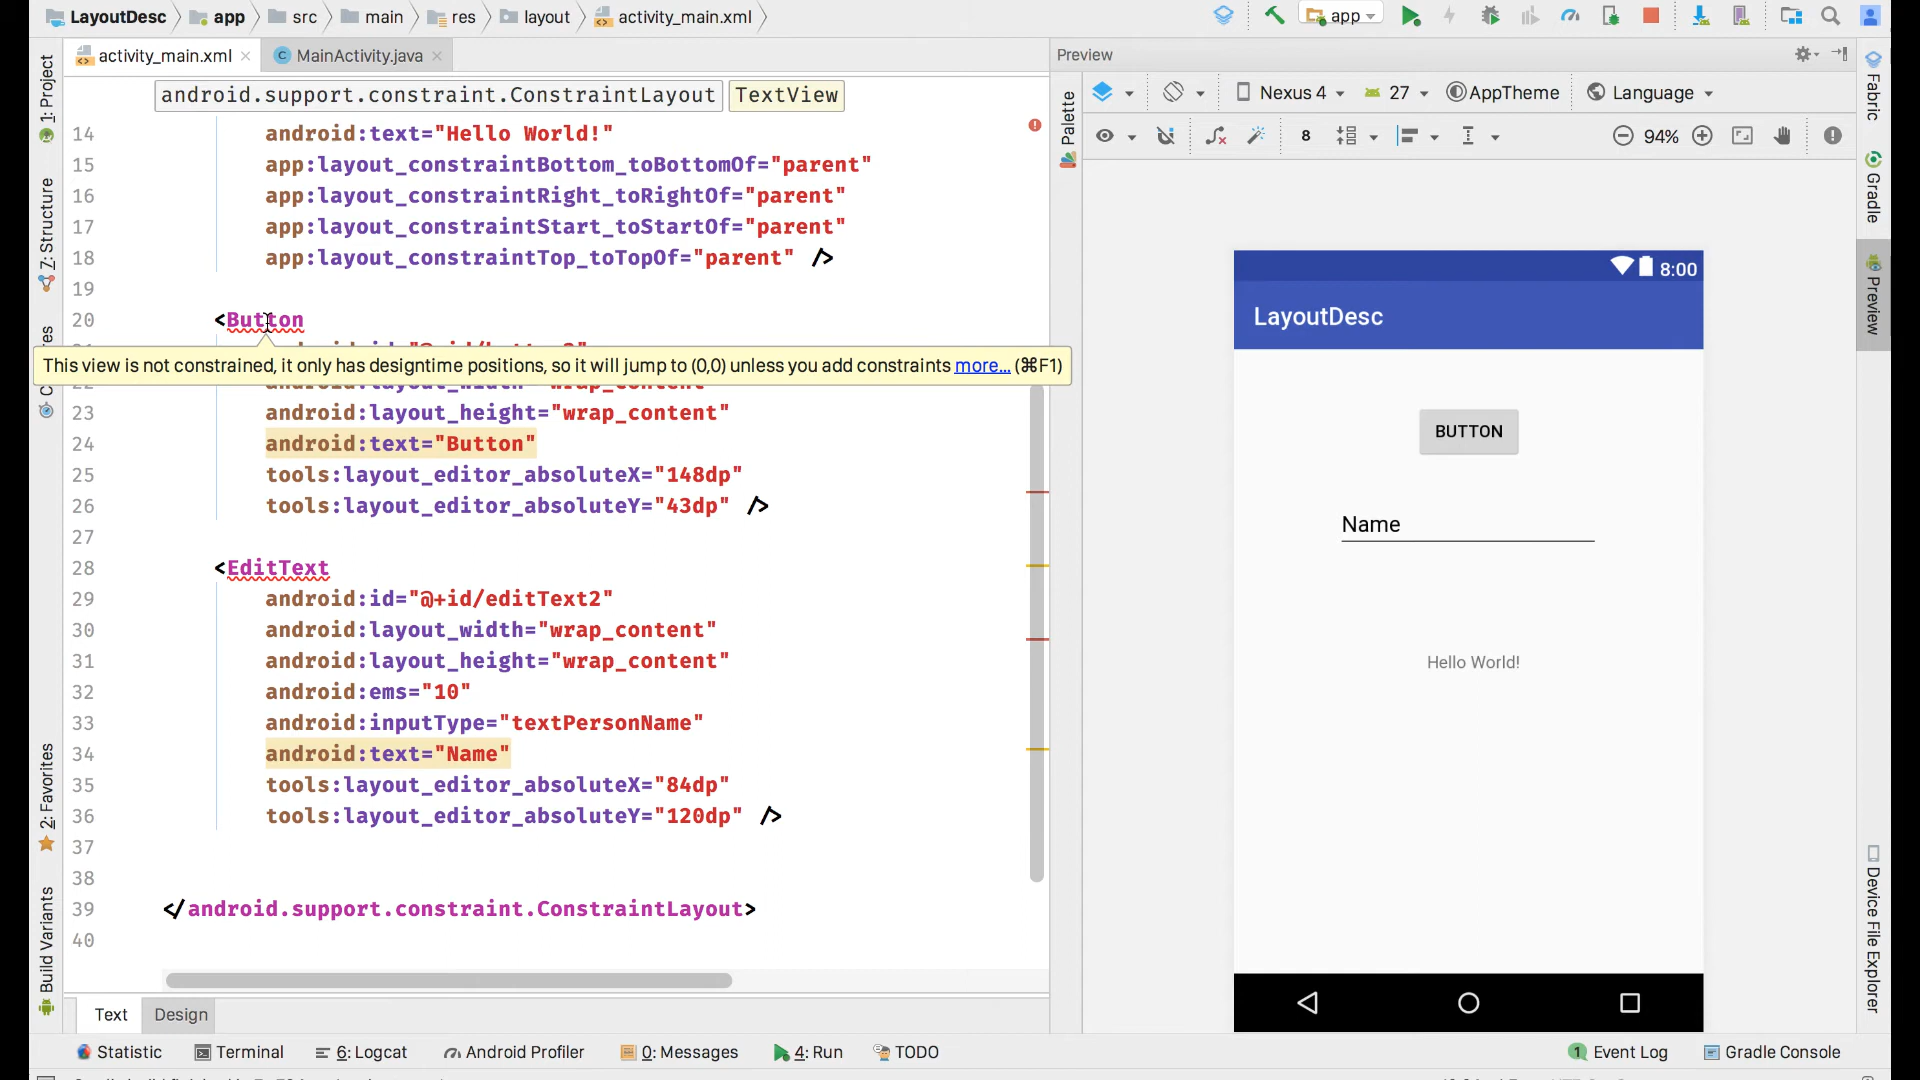 LayoutDesc app src main res layout activity_main.xml
app
activity_main.xml MainActivity.java
android.support.constraint.ConstraintLayout TextView
14 android:text="Hello World!"
15 app:layout_constraintBottom_toBottomOf="parent"
16 app:layout_constraintRight_toRightOf="parent"
17 app:layout_constraintStart_toStartOf="parent"
18 app:layout_constraintTop_toTopOf="parent" />
19
20 <Button
This view is not constrained, it only has designtime positions, so it will jump to (0,0) unless you add constraints more... (⌘F1)
23 android:layout_height="wrap_content"
24 android:text="Button"
25 tools:layout_editor_absoluteX="148dp"
26 tools:layout_editor_absoluteY="43dp" />
27
28 <EditText
29 android:id="@+id/editText2"
30 android:layout_width="wrap_content"
31 android:layout_height="wrap_content"
32 android:ems="10"
33 android:inputType="textPersonName"
34 android:text="Name"
35 tools:layout_editor_absoluteX="84dp"
36 tools:layout_editor_absoluteY="120dp" />
37
38
39 </android.support.constraint.ConstraintLayout>
40
Text Design
1: Project
Z: Structure
2: Favorites
Build Variants
Preview
Palette
Nexus 4 27 AppTheme Language
8 94%
8:00
LayoutDesc
BUTTON
Name
Hello World!
Fabric
Gradle
Preview
Device File Explorer
Statistic Terminal 6: Logcat Android Profiler 0: Messages 4: Run TODO 1 Event Log Gradle Console